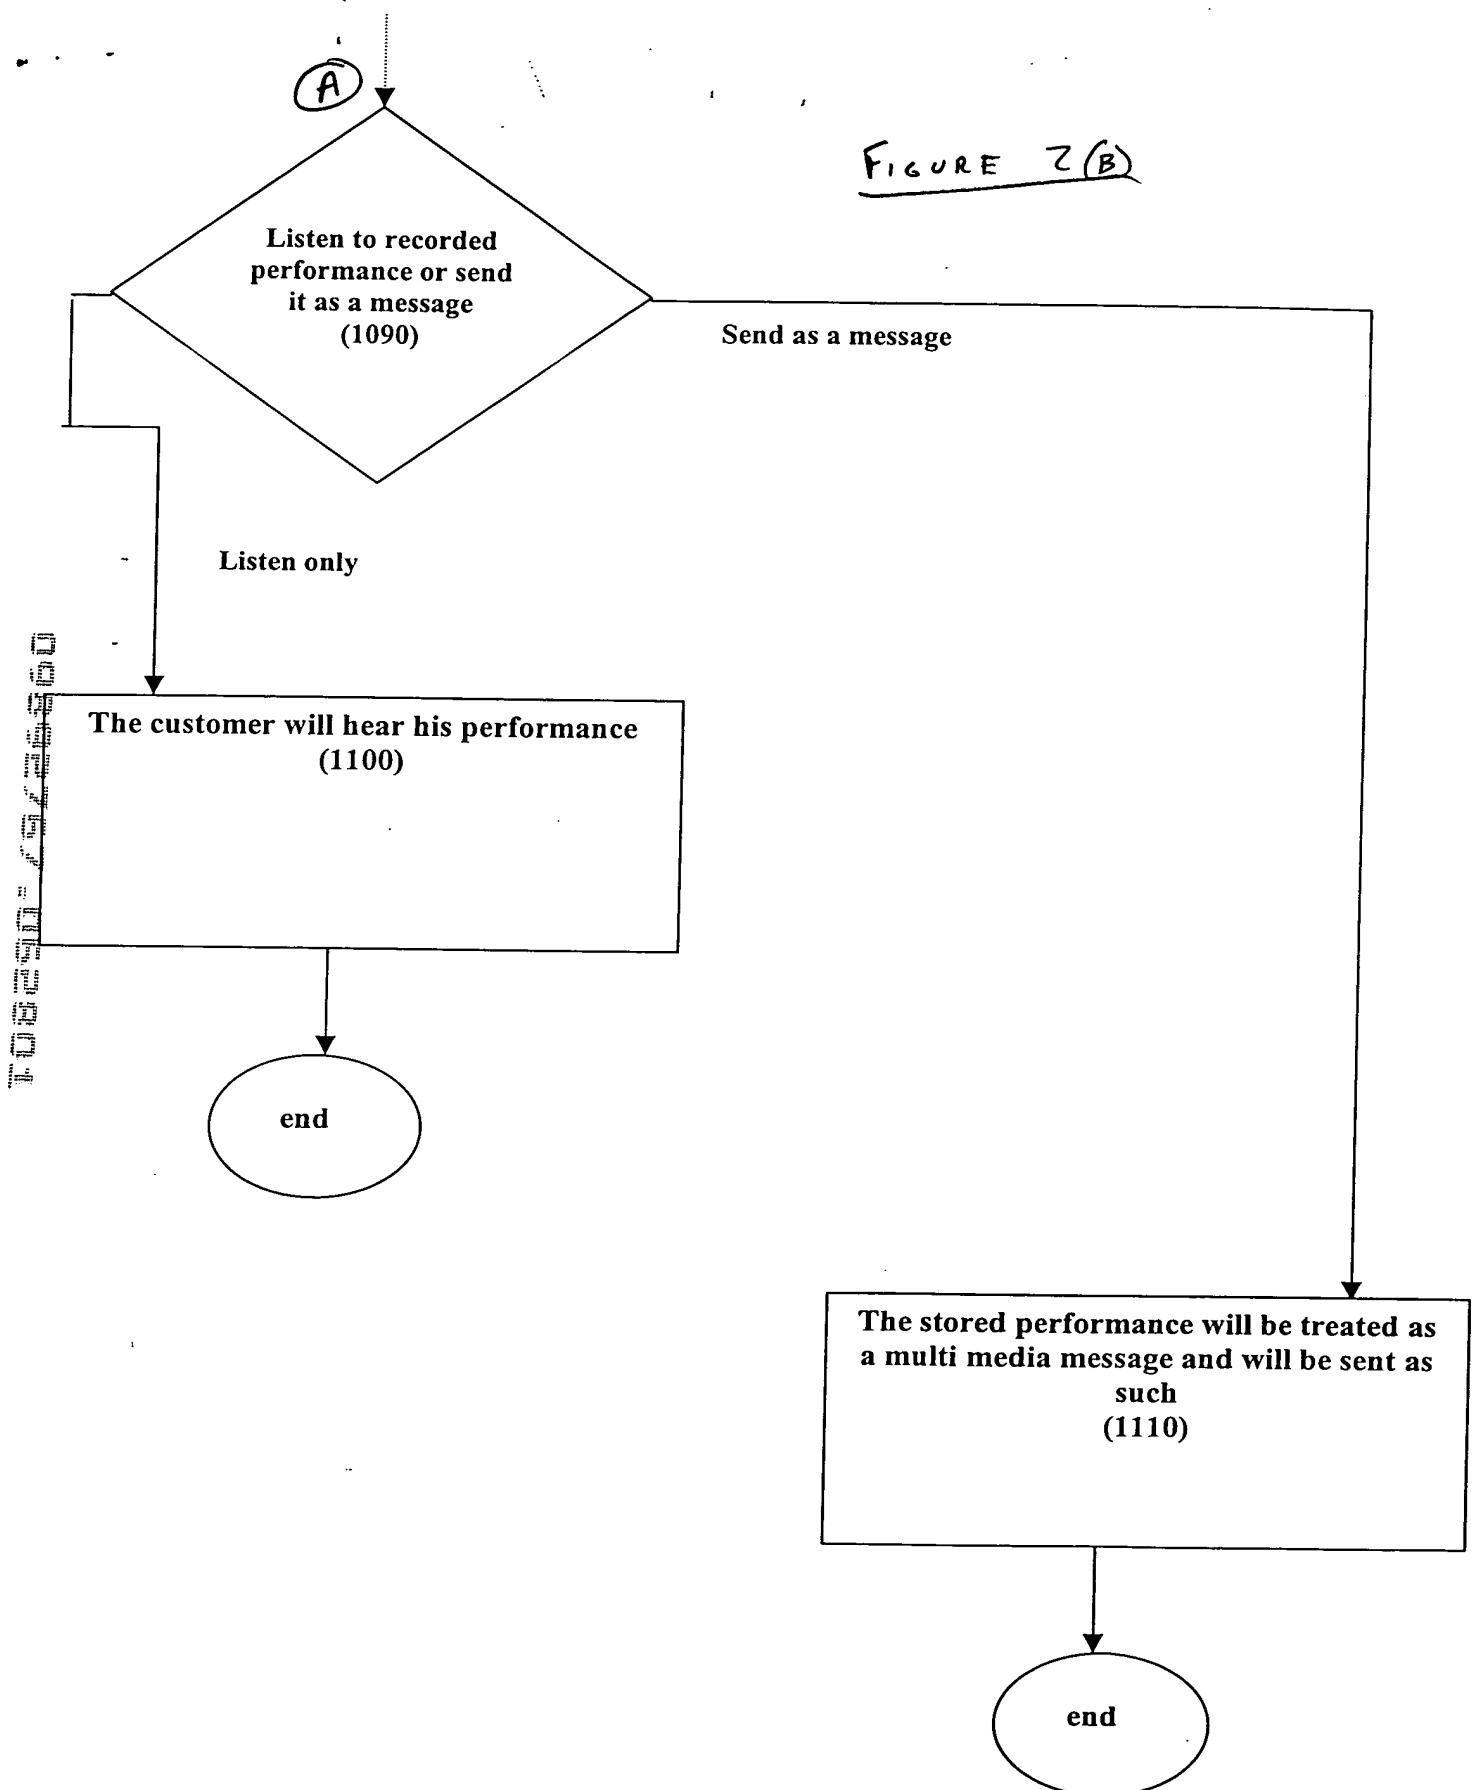 A
FIGURE 2(B)
Listen to recorded
performance or send
it as a message
(1090)
Send as a message
Listen only
The customer will hear his performance
(1100)
end
The stored performance will be treated as
a multi media message and will be sent as
such
(1110)
end